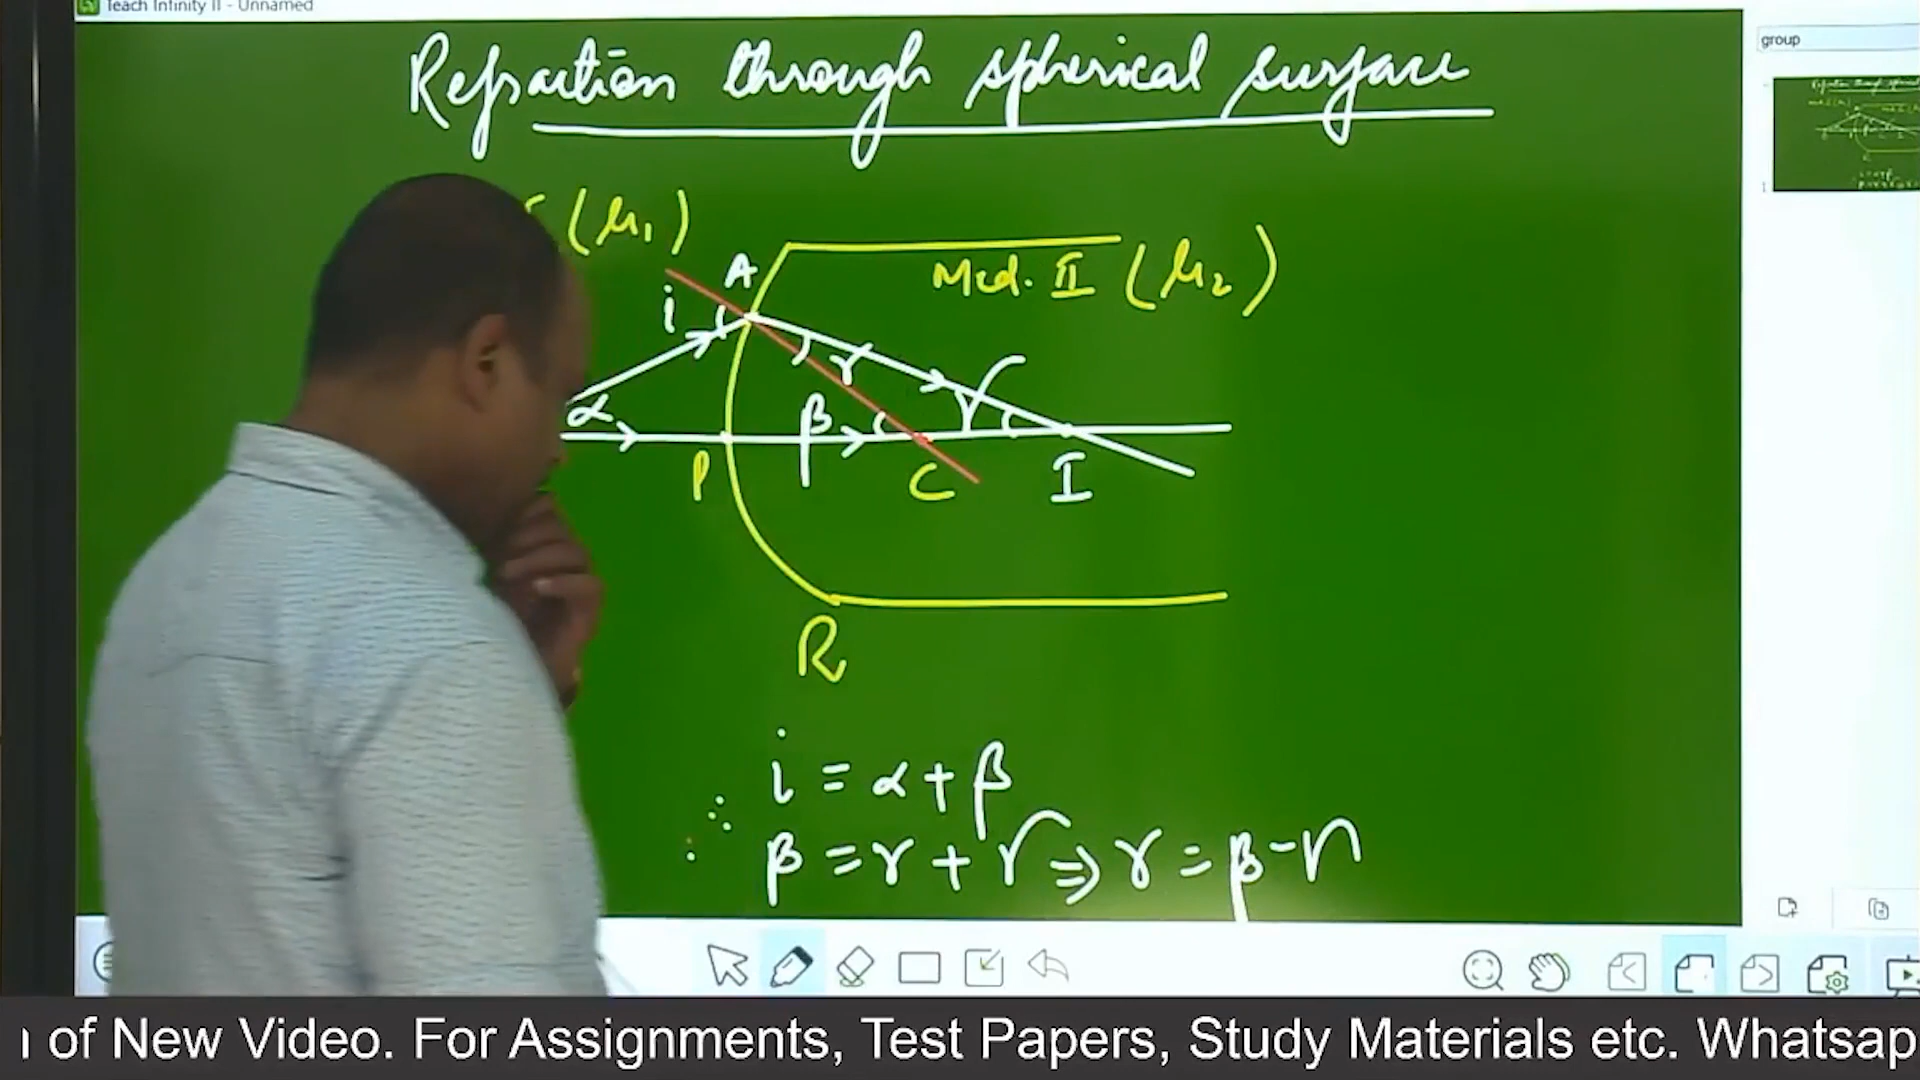 Teach Infinity II - Unnamed
group
Refraction through spherical surface
(μ₁)
Med. II (μ₂)
A
i
r
α
β
γ
P
C
I
R
i = α + β
∴ β = r + γ ⇒ r = β - γ
of New Video. For Assignments, Test Papers, Study Materials etc. Whatsap